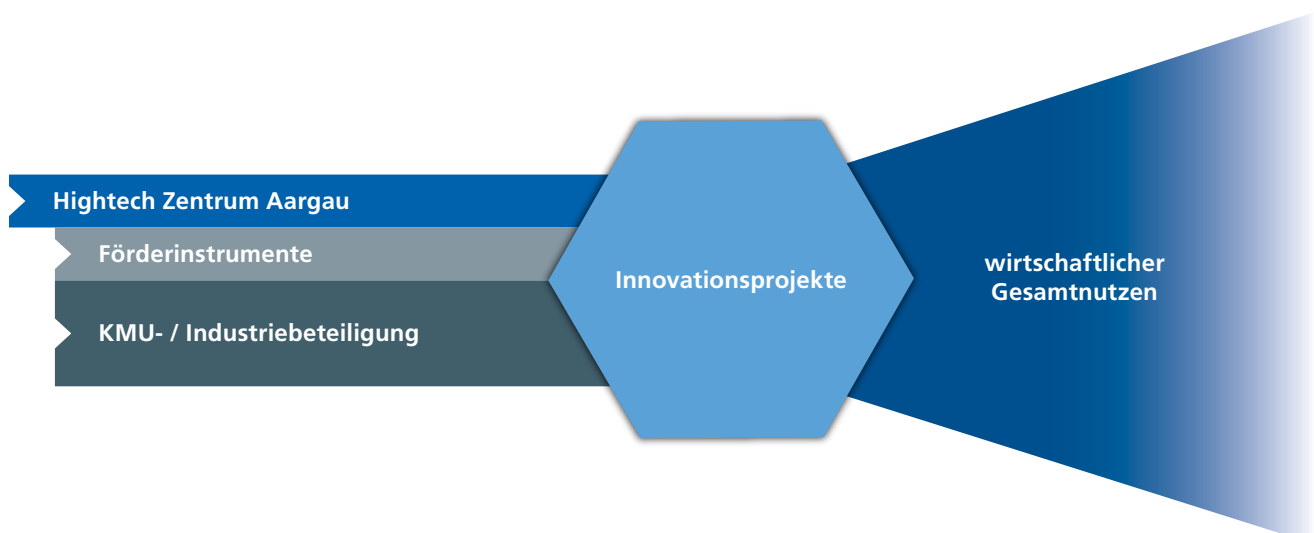 Hightech Zentrum Aargau
Förderinstrumente
KMU- / Industriebeteiligung
Innovationsprojekte
wirtschaftlicher
Gesamtnutzen